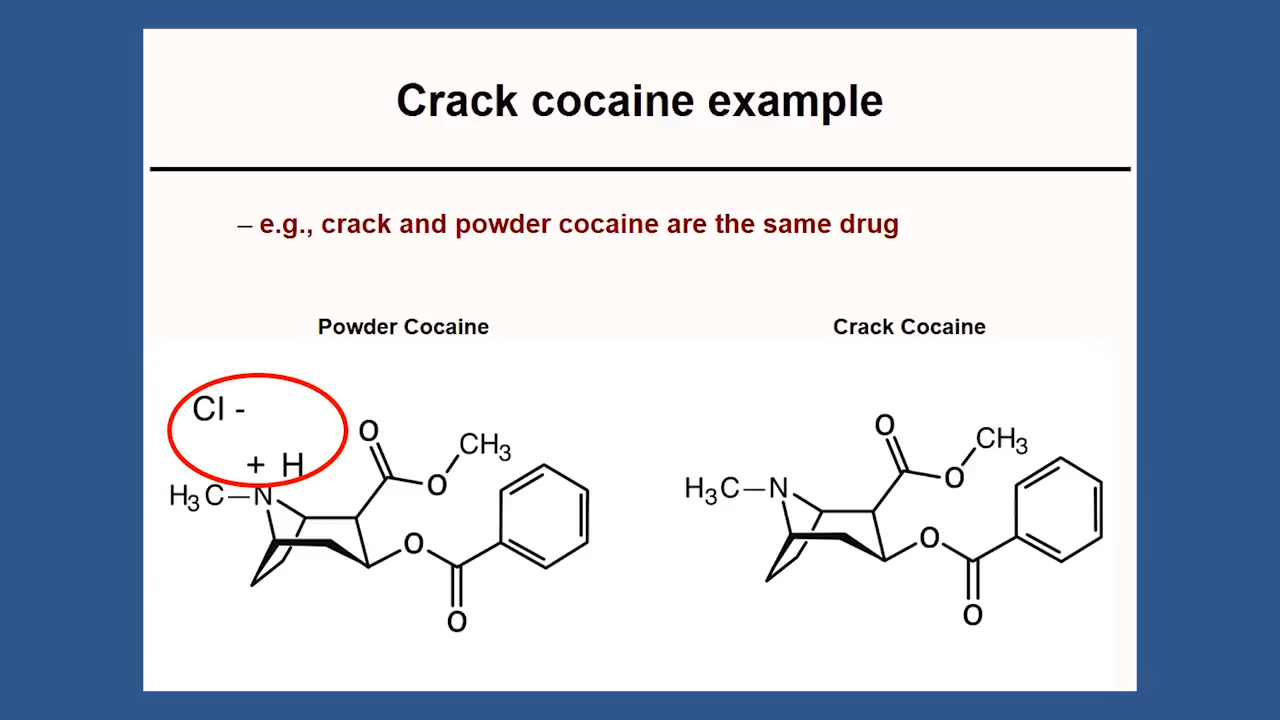 Crack cocaine example
– e.g., crack and powder cocaine are the same drug
Powder Cocaine
Crack Cocaine
Cl -
+ H
H₃C
N
O
CH₃
O
O
O
H₃C
N
O
CH₃
O
O
O